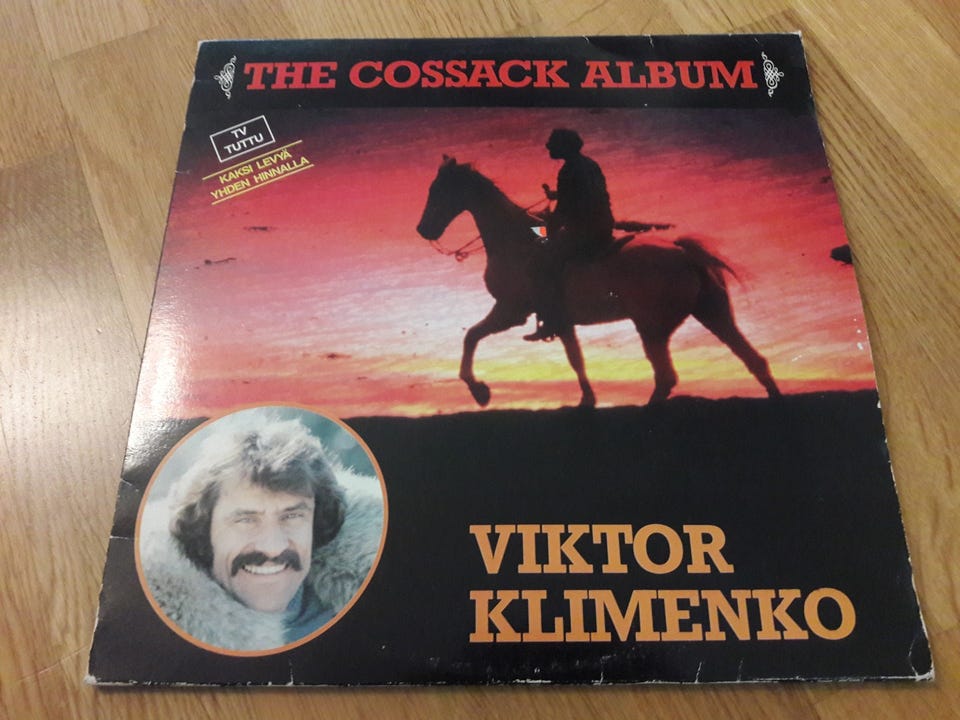 THE COSSACK ALBUM
TV
TUTTU
KAKSI LEVYÄ
YHDEN HINNALLA
VIKTOR
KLIMENKO